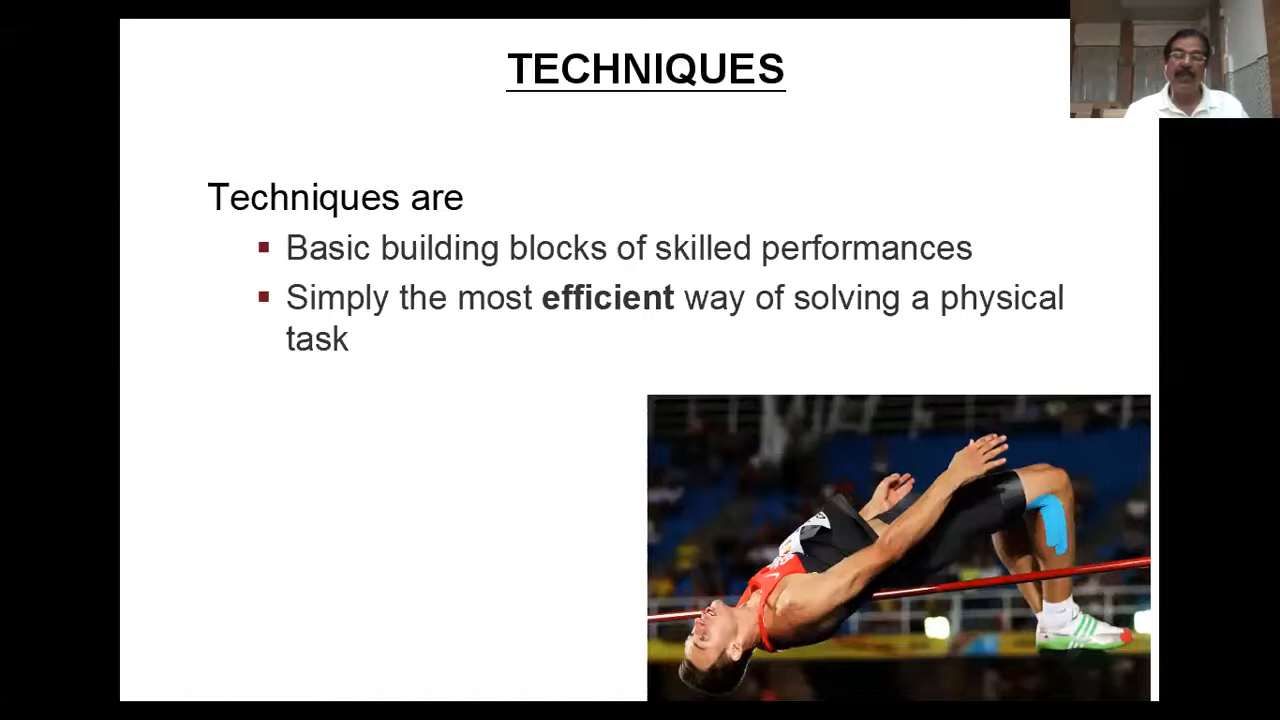 TECHNIQUES
Techniques are
Basic building blocks of skilled performances
Simply the most efficient way of solving a physical
task